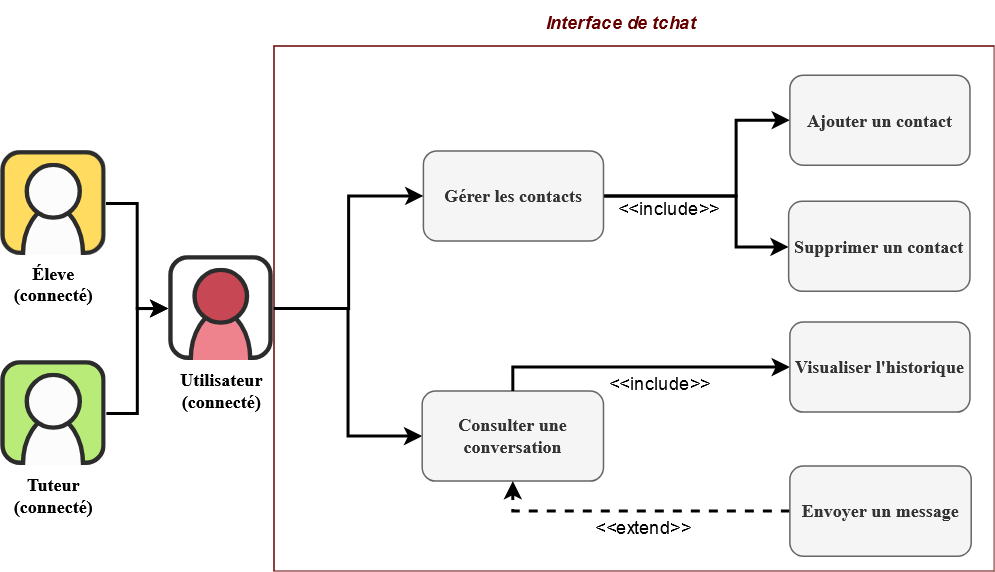 Interface de tchat
Ajouter un contact
Gérer les contacts
<<include>>
Supprimer un contact
Éleve
(connecté)
Utilisateur
(connecté)
Visualiser l'historique
<<include>>
Consulter une
conversation
Tuteur
(connecté)
Envoyer un message
<<extend>>